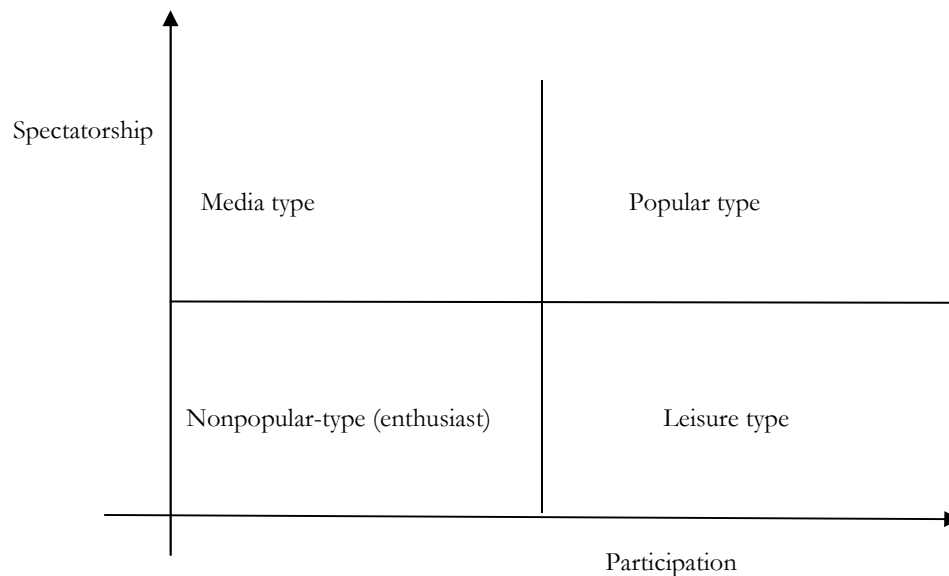 Spectatorship
Media type
Popular type
Nonpopular-type (enthusiast)
Leisure type
Participation